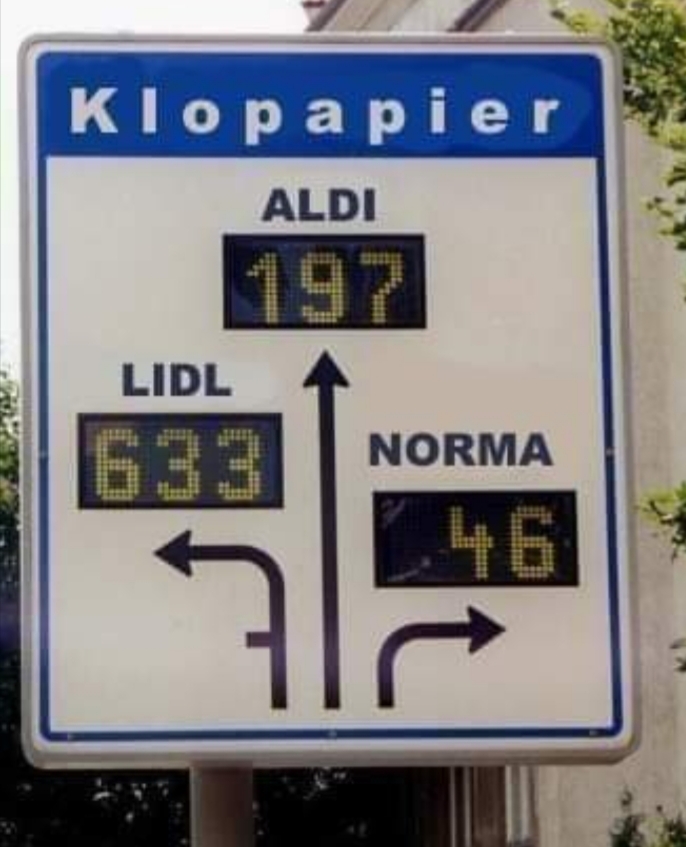 Klopapier
ALDI
197
LIDL
633
NORMA
46